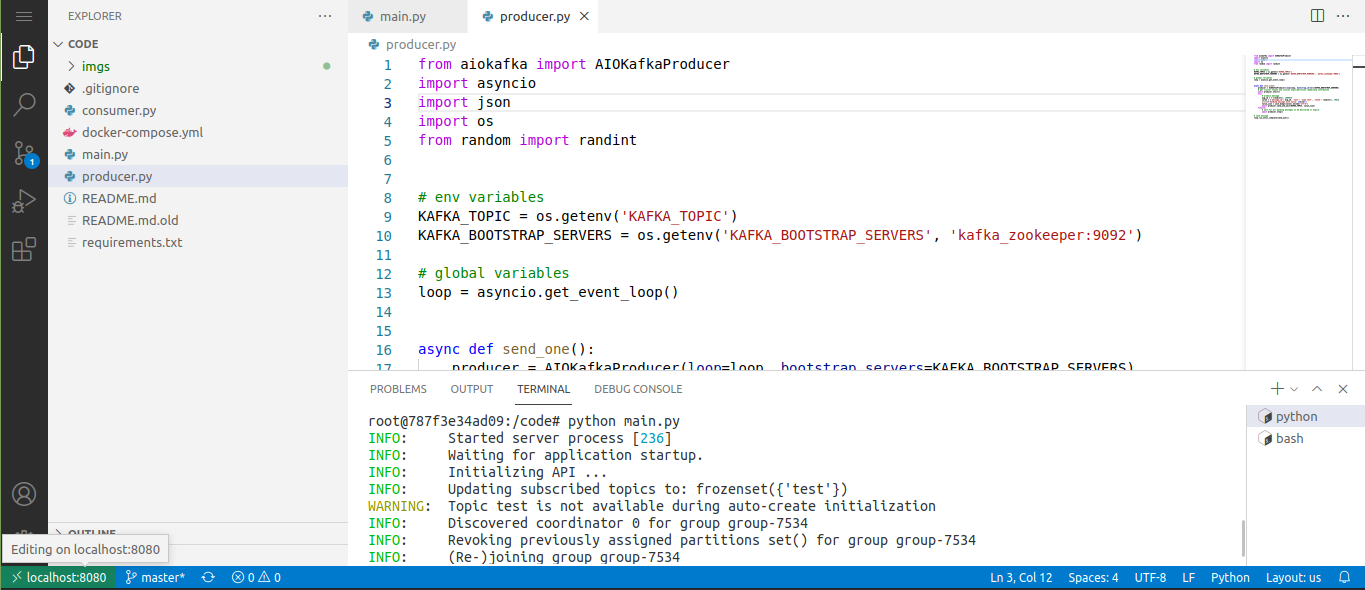 EXPLORER
CODE
imgs
.gitignore
consumer.py
docker-compose.yml
main.py
producer.py
README.md
README.md.old
requirements.txt
OUTLINE
1
main.py
producer.py
producer.py
1 from aiokafka import AIOKafkaProducer
2 import asyncio
3 import json
4 import os
5 from random import randint
6
7
8 # env variables
9 KAFKA_TOPIC = os.getenv('KAFKA_TOPIC')
10 KAFKA_BOOTSTRAP_SERVERS = os.getenv('KAFKA_BOOTSTRAP_SERVERS', 'kafka_zookeeper:9092')
11
12 # global variables
13 loop = asyncio.get_event_loop()
14
15
16 async def send_one():
17 producer = AIOKafkaProducer(loop=loop, bootstrap_servers=KAFKA_BOOTSTRAP_SERVERS)
PROBLEMS OUTPUT TERMINAL DEBUG CONSOLE
root@787f3e34ad09:/code# python main.py
INFO: Started server process [236]
INFO: Waiting for application startup.
INFO: Initializing API ...
INFO: Updating subscribed topics to: frozenset({'test'})
WARNING: Topic test is not available during auto-create initialization
INFO: Discovered coordinator 0 for group group-7534
INFO: Revoking previously assigned partitions set() for group group-7534
INFO: (Re-)joining group group-7534
python
bash
Editing on localhost:8080
localhost:8080 master* 0 0 Ln 3, Col 12 Spaces: 4 UTF-8 LF Python Layout: us